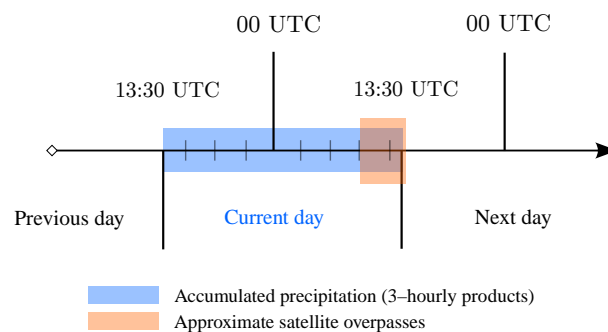 00 UTC
00 UTC
13:30 UTC
13:30 UTC
Previous day
Current day
Next day
Accumulated precipitation (3–hourly products)
Approximate satellite overpasses